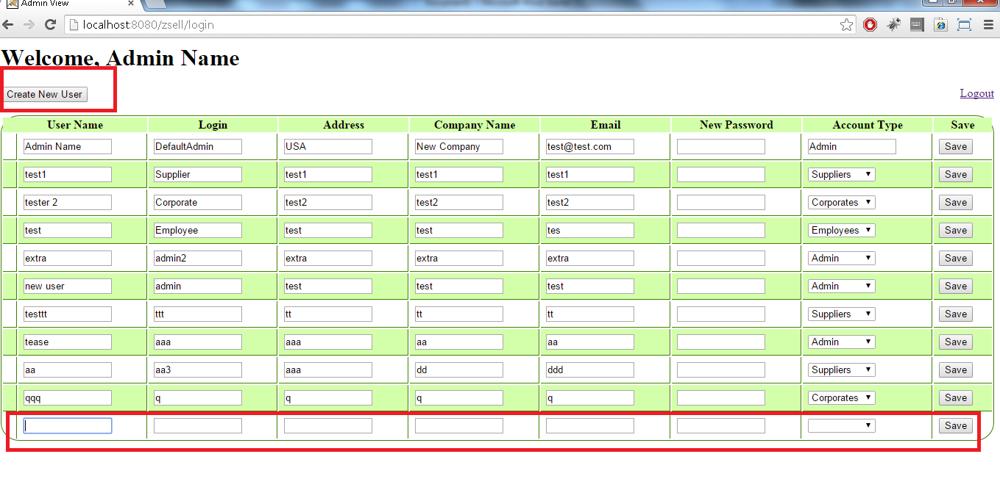 Admin View
localhost:8080/zsell/login
Welcome, Admin Name
Create New User
Logout
User Name Login Address Company Name Email New Password Account Type Save
Admin Name DefaultAdmin USA New Company test@test.com Admin Save
test1 Supplier test1 test1 test1 Suppliers Save
tester 2 Corporate test2 test2 test2 Corporates Save
test Employee test test tes Employees Save
extra admin2 extra extra extra Admin Save
new user admin test test test Admin Save
testtt ttt tt tt tt Suppliers Save
tease aaa aaa aa aa Admin Save
aa aa3 aaa dd ddd Suppliers Save
qqq q q q q Corporates Save
Save